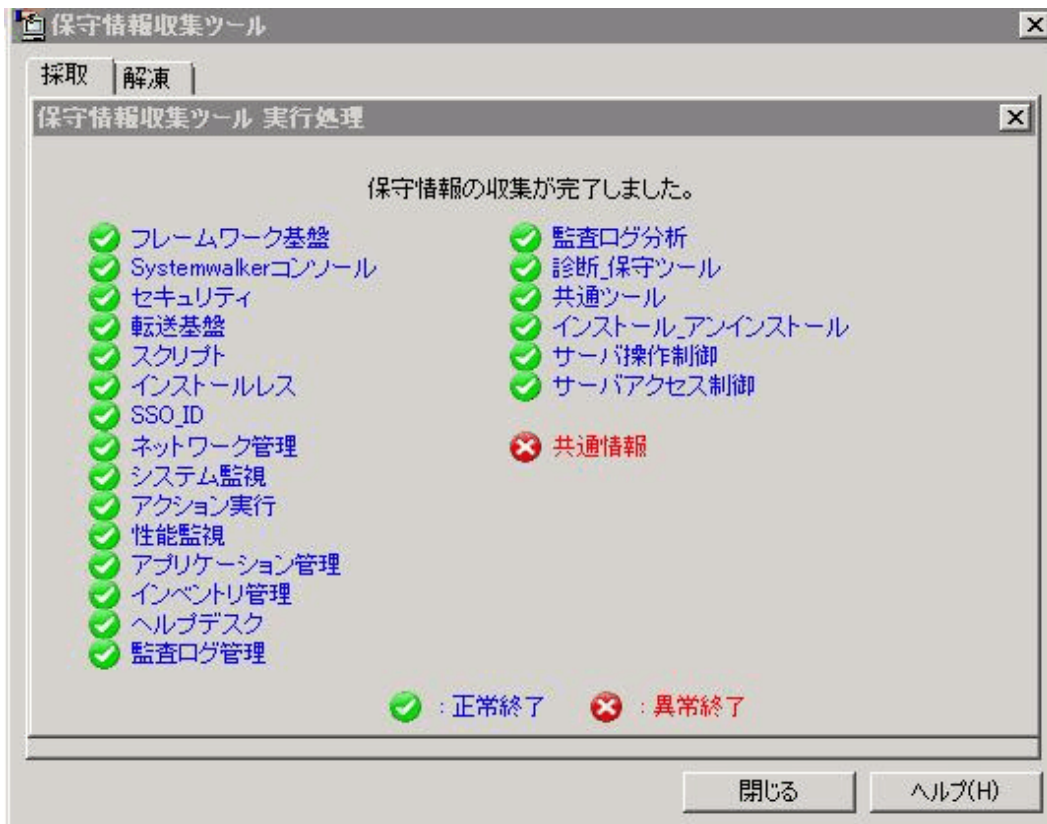 保守情報収集ツール
採取
解凍
保守情報収集ツール 実行処理
保守情報の収集が完了しました。
フレームワーク基盤
Systemwalkerコンソール
セキュリティ
転送基盤
スクリプト
インストールレス
SSO_ID
ネットワーク管理
システム監視
アクション実行
性能監視
アプリケーション管理
インベントリ管理
ヘルプデスク
監査ログ管理
監査ログ分析
診断_保守ツール
共通ツール
インストール_アンインストール
サーバ操作制御
サーバアクセス制御
共通情報
：正常終了 ：異常終了
閉じる ヘルプ(H)